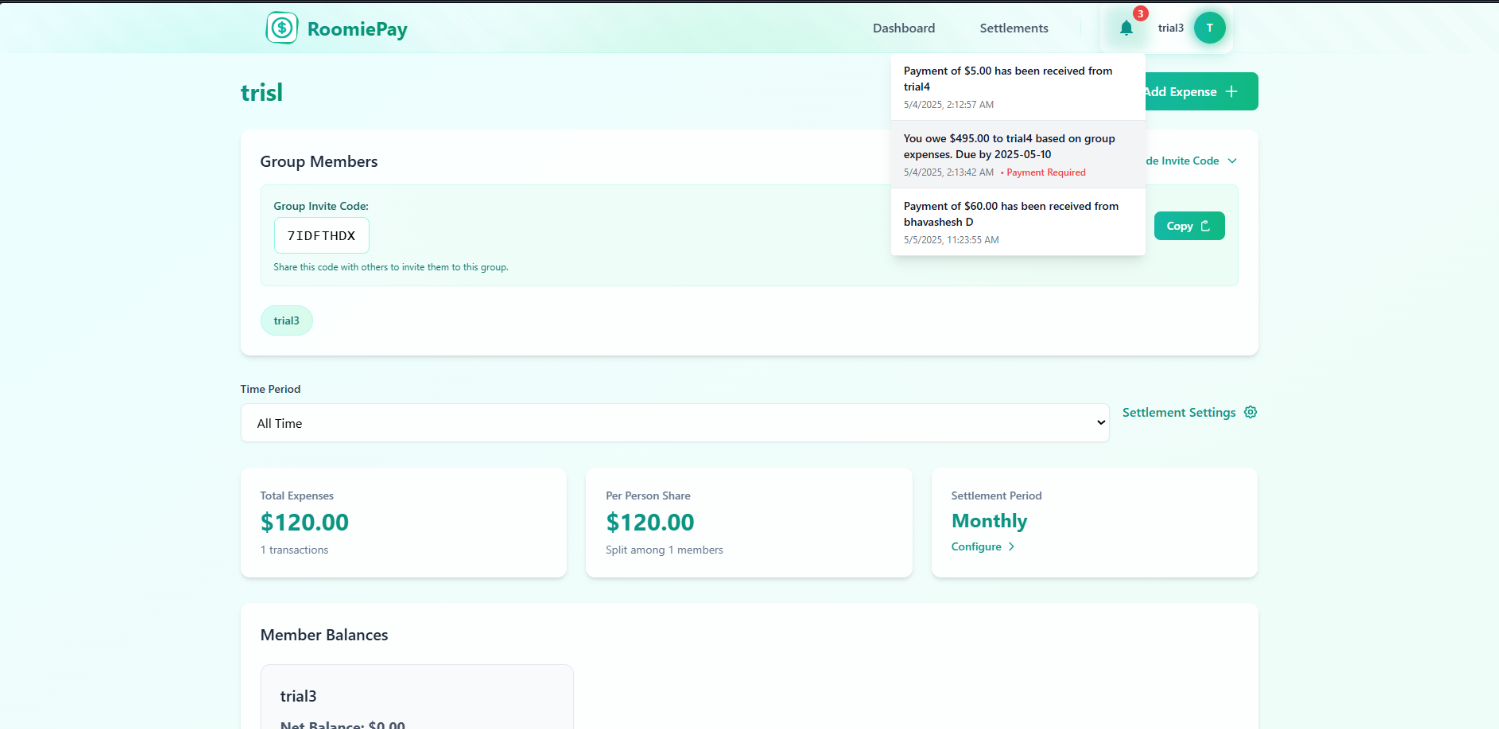 RoomiePay
Dashboard
Settlements
3
trial3
T
Payment of $5.00 has been received from
trial4
5/4/2025, 2:12:57 AM
You owe $495.00 to trial4 based on group
expenses. Due by 2025-05-10
5/4/2025, 2:13:42 AM • Payment Required
Payment of $60.00 has been received from
bhavashesh D
5/5/2025, 11:23:55 AM
trisl
Add Expense
Group Members
de Invite Code
Group Invite Code:
7IDFTHDX
Copy
Share this code with others to invite them to this group.
trial3
Time Period
All Time
Settlement Settings
Total Expenses
$120.00
1 transactions
Per Person Share
$120.00
Split among 1 members
Settlement Period
Monthly
Configure
Member Balances
trial3
Net Balance: $0.00